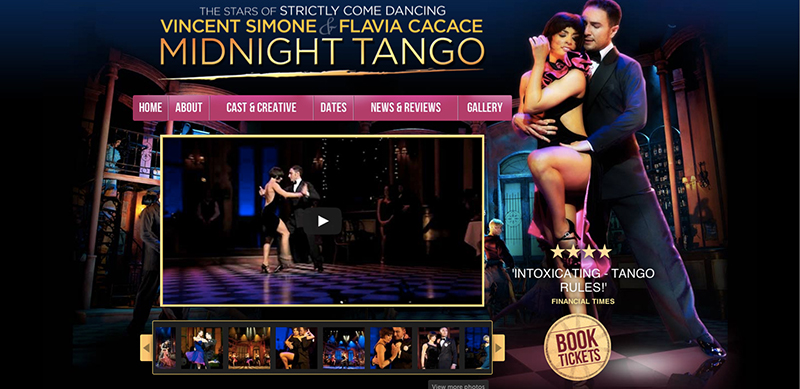 THE STARS OF STRICTLY COME DANCING
VINCENT SIMONE & FLAVIA CACACE
MIDNIGHT TANGO
HOME ABOUT CAST & CREATIVE DATES NEWS & REVIEWS GALLERY
'INTOXICATING - TANGO
RULES!'
FINANCIAL TIMES
BOOK
TICKETS
View more photos